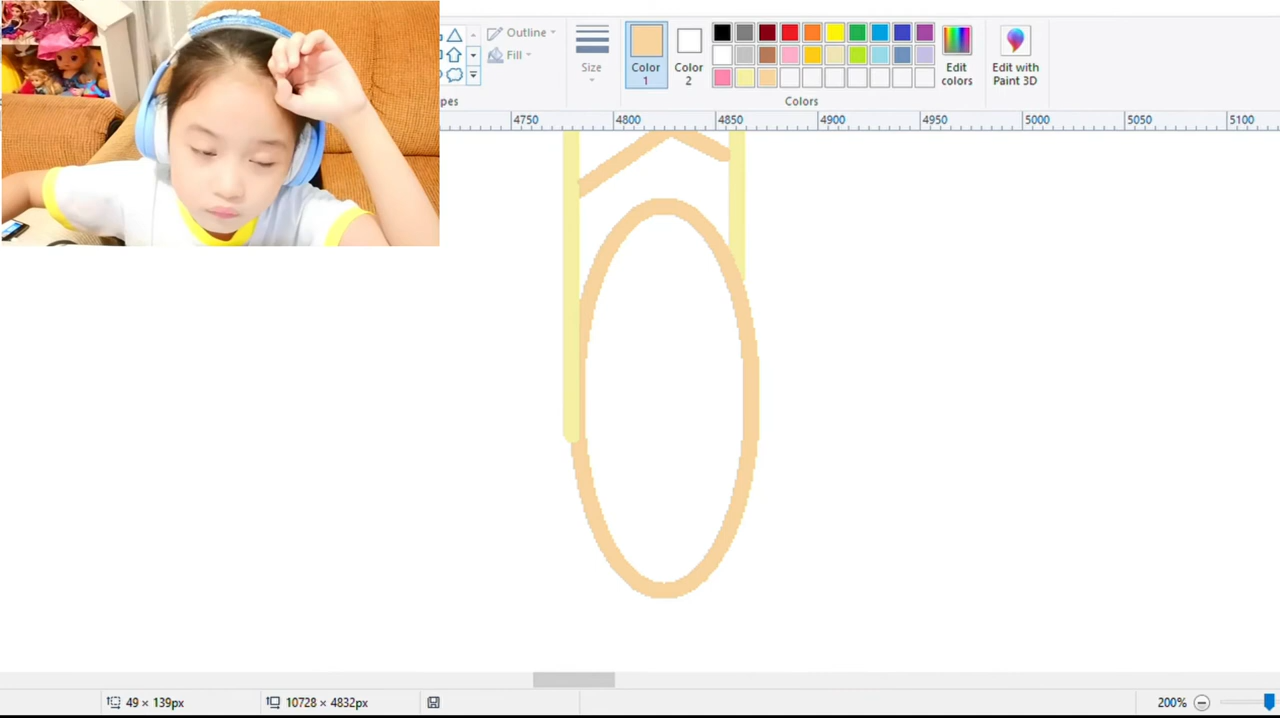 Outline
Fill
Size
Color 1
Color 2
Edit colors
Edit with Paint 3D
pes
Colors
4750 4800 4850 4900 4950 5000 5050 5100
49 × 139px
10728 × 4832px
200%